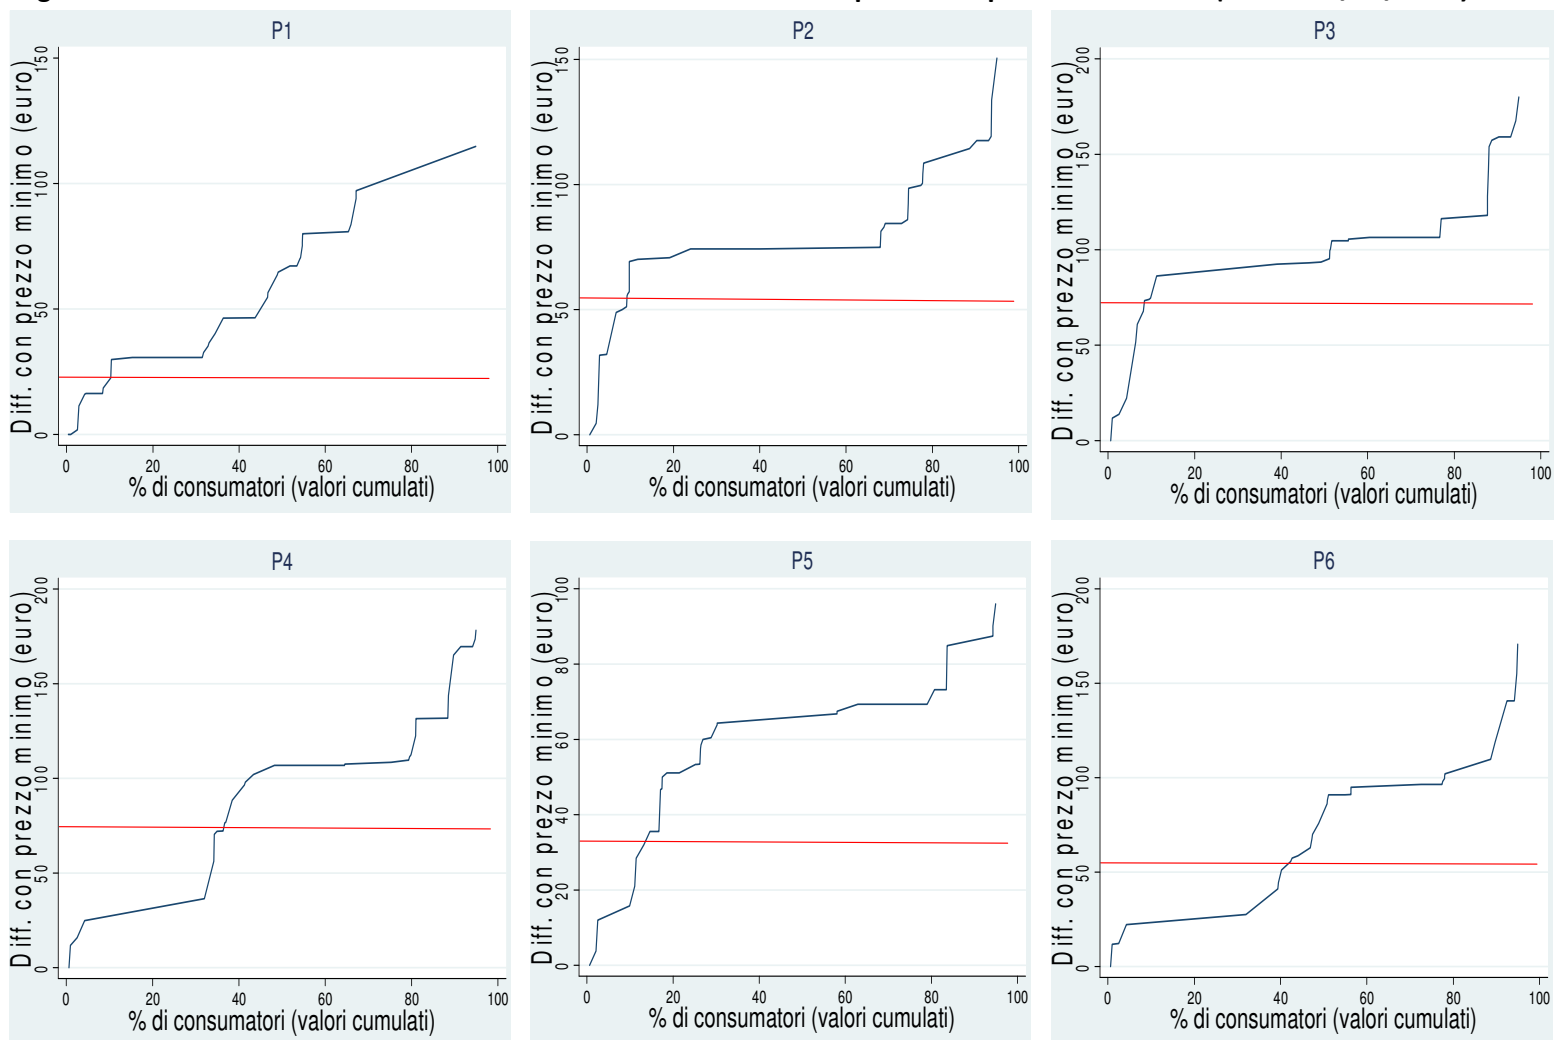 P1
Diff. con prezzo minimo (euro)
150
100
50
0
0 20 40 60 80 100
% di consumatori (valori cumulati)
P2
Diff. con prezzo minimo (euro)
150
100
50
0
0 20 40 60 80 100
% di consumatori (valori cumulati)
P3
Diff. con prezzo minimo (euro)
200
150
100
50
0
0 20 40 60 80 100
% di consumatori (valori cumulati)
P4
Diff. con prezzo minimo (euro)
200
150
100
50
0
0 20 40 60 80 100
% di consumatori (valori cumulati)
P5
Diff. con prezzo minimo (euro)
100
80
60
40
20
0
0 20 40 60 80 100
% di consumatori (valori cumulati)
P6
Diff. con prezzo minimo (euro)
200
150
100
50
0
0 20 40 60 80 100
% di consumatori (valori cumulati)